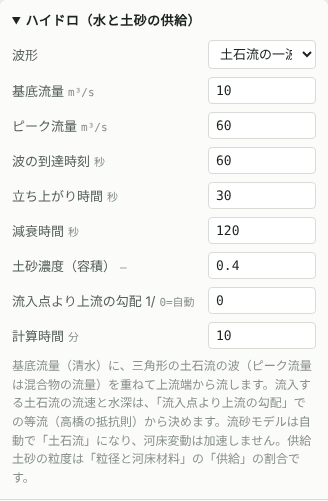 ▼ ハイドロ（水と土砂の供給）
波形 土石流の一波
基底流量 m³/s 10
ピーク流量 m³/s 60
波の到達時刻 秒 60
立ち上がり時間 秒 30
減衰時間 秒 120
土砂濃度（容積） — 0.4
流入点より上流の勾配 1/ 0=自動 0
計算時間 分 10
基底流量（清水）に、三角形の土石流の波（ピーク流量
は混合物の流量）を重ねて上流端から流します。流入す
る土石流の流速と水深は、「流入点より上流の勾配」で
の等流（高橋の抵抗則）から決めます。流砂モデルは自
動で「土石流」になり、河床変動は加速しません。供給
土砂の粒度は「粒径と河床材料」の「供給」の割合で
す。